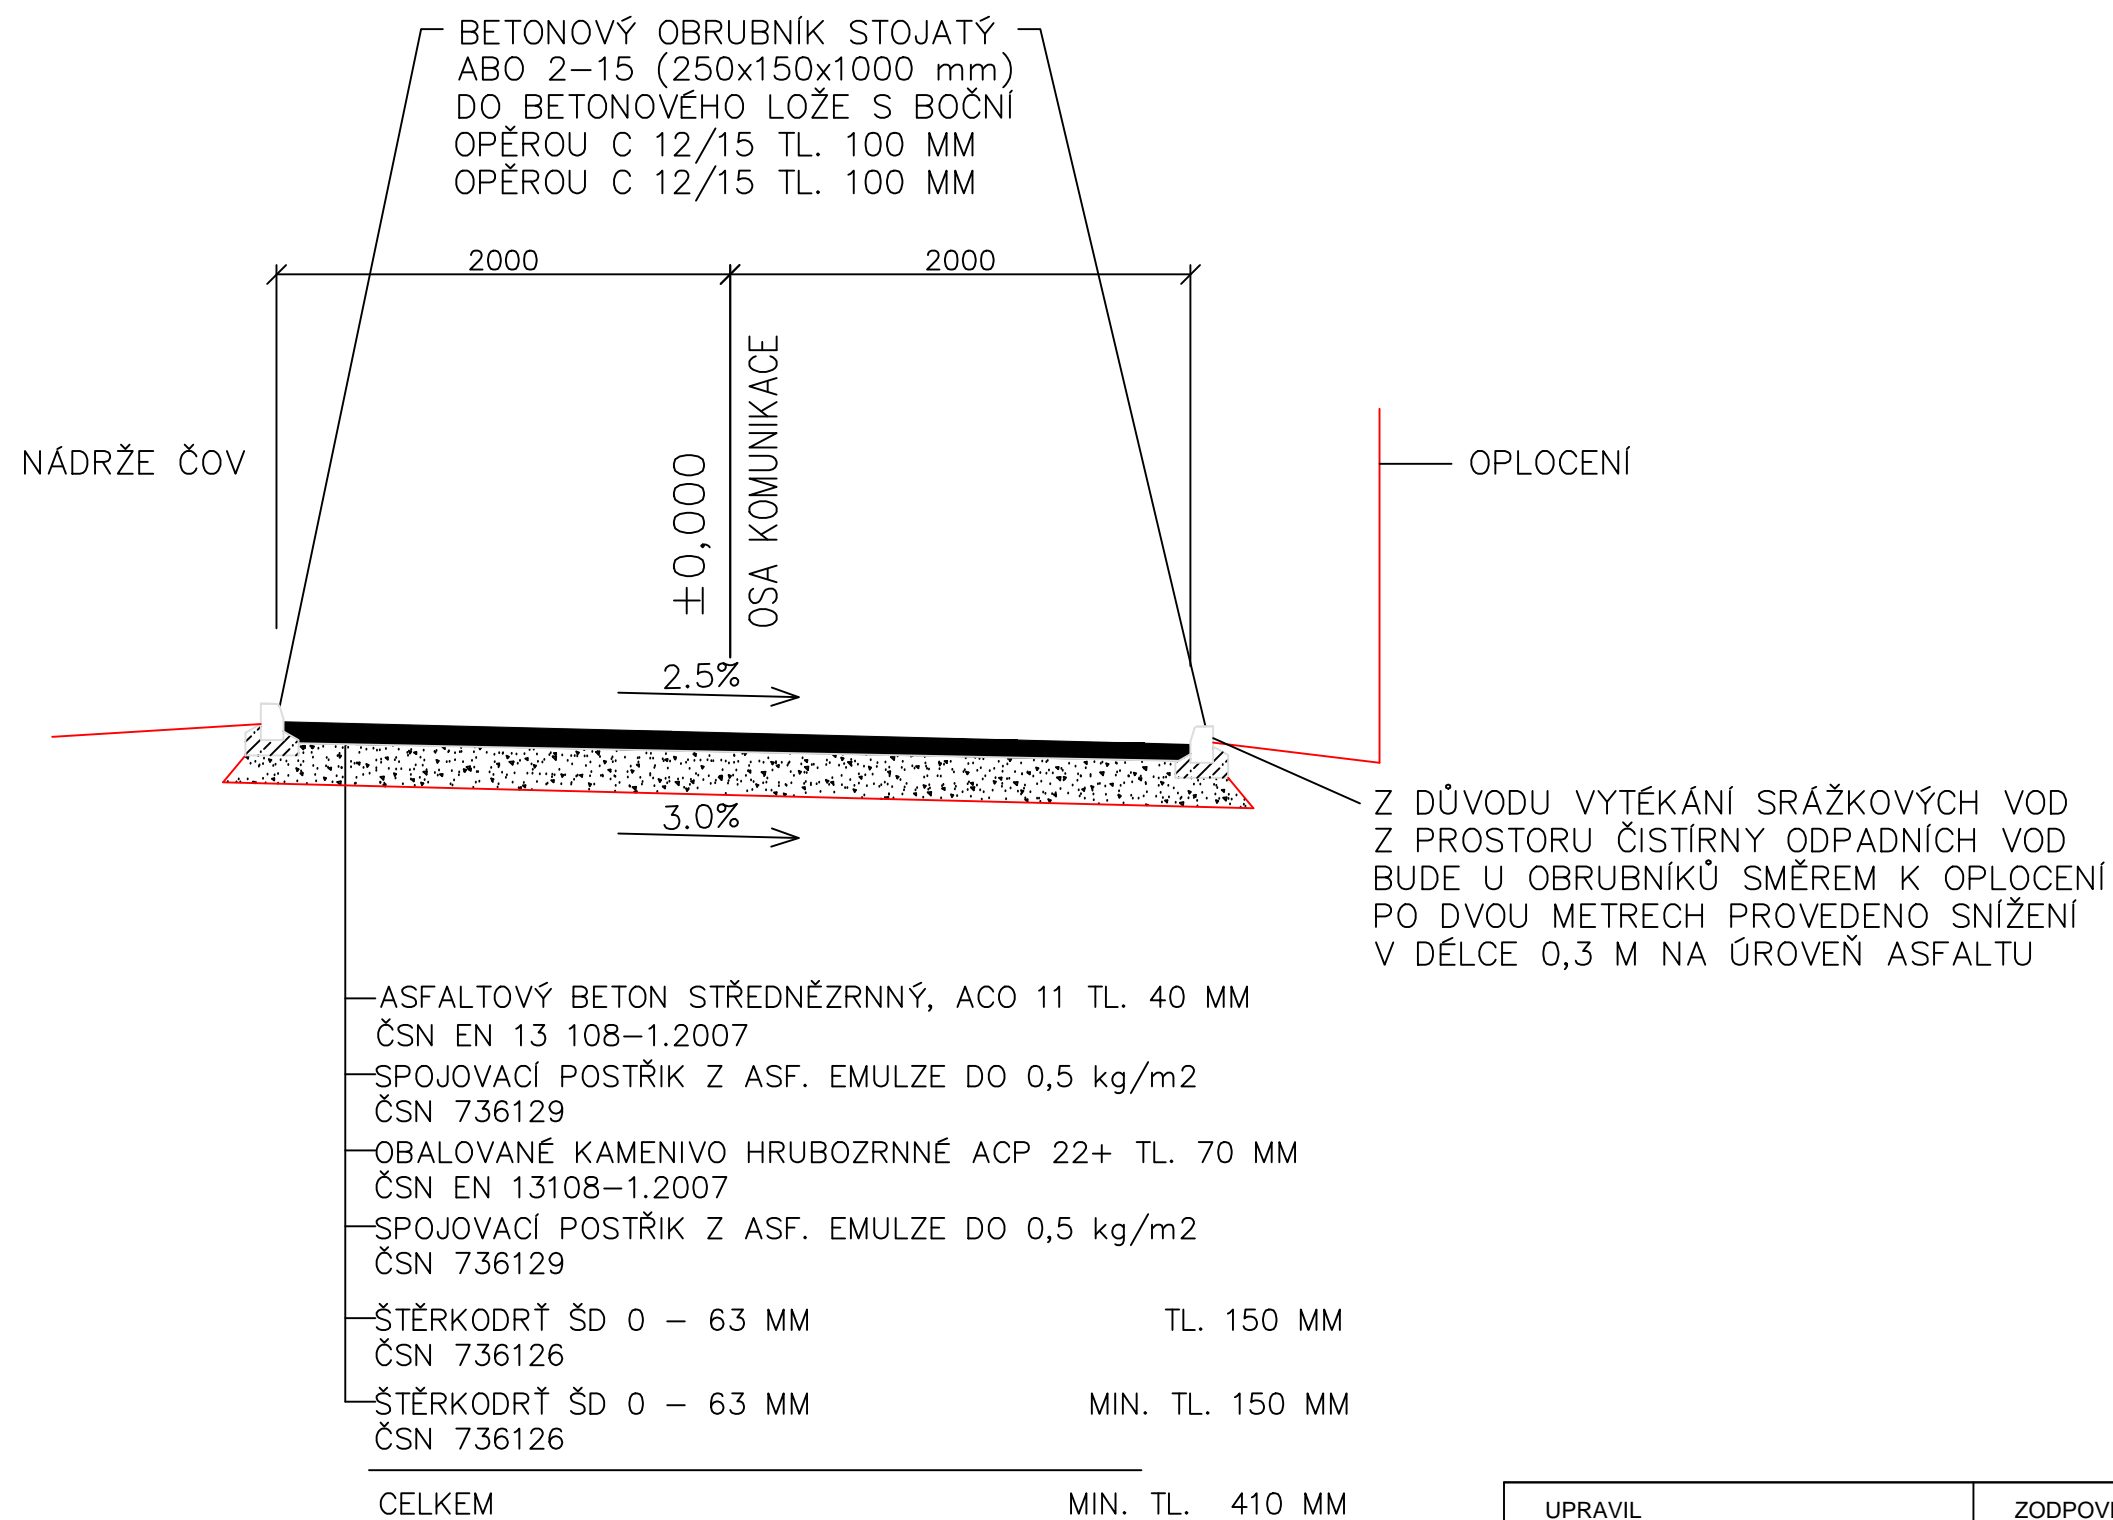 BETONOVÝ OBRUBNÍK STOJATÝ
ABO 2-15 (250x150x1000 mm)
DO BETONOVÉHO LOŽE S BOČNÍ
OPĚROU C 12/15 TL. 100 MM
OPĚROU C 12/15 TL. 100 MM
2000
2000
NÁDRŽE ČOV
±0,000
OSA KOMUNIKACE
OPLOCENÍ
2.5%
3.0%
Z DŮVODU VYTÉKÁNÍ SRÁŽKOVÝCH VOD
Z PROSTORU ČISTÍRNY ODPADNÍCH VOD
BUDE U OBRUBNÍKŮ SMĚREM K OPLOCENÍ
PO DVOU METRECH PROVEDENO SNÍŽENÍ
V DÉLCE 0,3 M NA ÚROVEŇ ASFALTU
ASFALTOVÝ BETON STŘEDNĚZRNNÝ, ACO 11 TL. 40 MM
ČSN EN 13 108-1.2007
SPOJOVACÍ POSTŘIK Z ASF. EMULZE DO 0,5 kg/m2
ČSN 736129
OBALOVANÉ KAMENIVO HRUBOZRNNÉ ACP 22+ TL. 70 MM
ČSN EN 13108-1.2007
SPOJOVACÍ POSTŘIK Z ASF. EMULZE DO 0,5 kg/m2
ČSN 736129
ŠTĚRKODRŤ ŠD 0 - 63 MM TL. 150 MM
ČSN 736126
ŠTĚRKODRŤ ŠD 0 - 63 MM MIN. TL. 150 MM
ČSN 736126
CELKEM MIN. TL. 410 MM
UPRAVIL